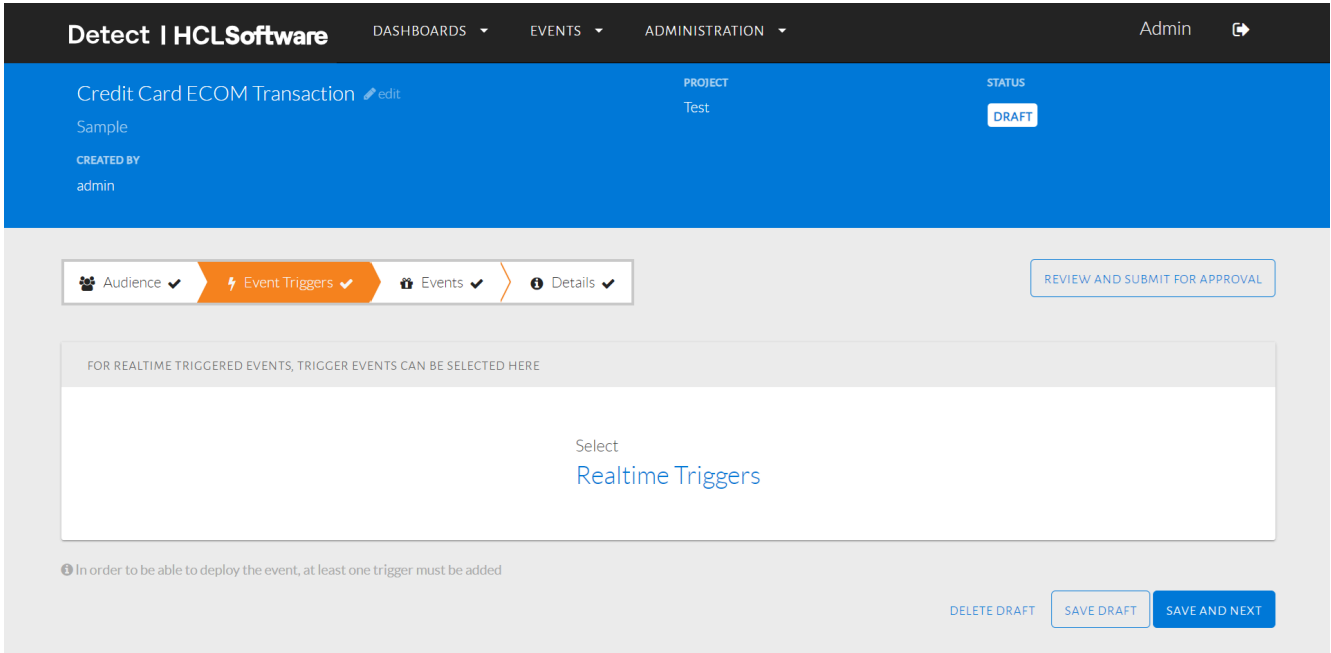 Detect | HCLSoftware DASHBOARDS EVENTS ADMINISTRATION Admin
Credit Card ECOM Transaction edit
Sample
CREATED BY
admin
PROJECT
Test
STATUS
DRAFT
Audience Event Triggers Events Details
REVIEW AND SUBMIT FOR APPROVAL
FOR REALTIME TRIGGERED EVENTS, TRIGGER EVENTS CAN BE SELECTED HERE
Select
Realtime Triggers
In order to be able to deploy the event, at least one trigger must be added
DELETE DRAFT SAVE DRAFT SAVE AND NEXT